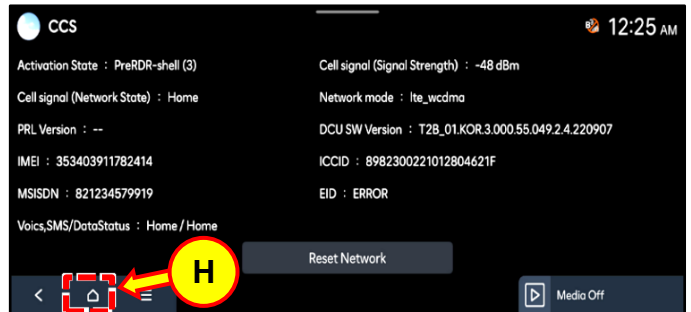 CCS
12:25 AM
Activation State : PreRDR-shell (3)
Cell signal (Signal Strength) : -48 dBm
Cell signal (Network State) : Home
Network mode : lte_wcdma
PRL Version : --
DCU SW Version : T2B_01.KOR.3.000.55.049.2.4.220907
IMEI : 353403911782414
ICCID : 8982300221012804621F
MSISDN : 821234579919
EID : ERROR
Voics,SMS/DataStatus : Home / Home
Reset Network
H
Media Off